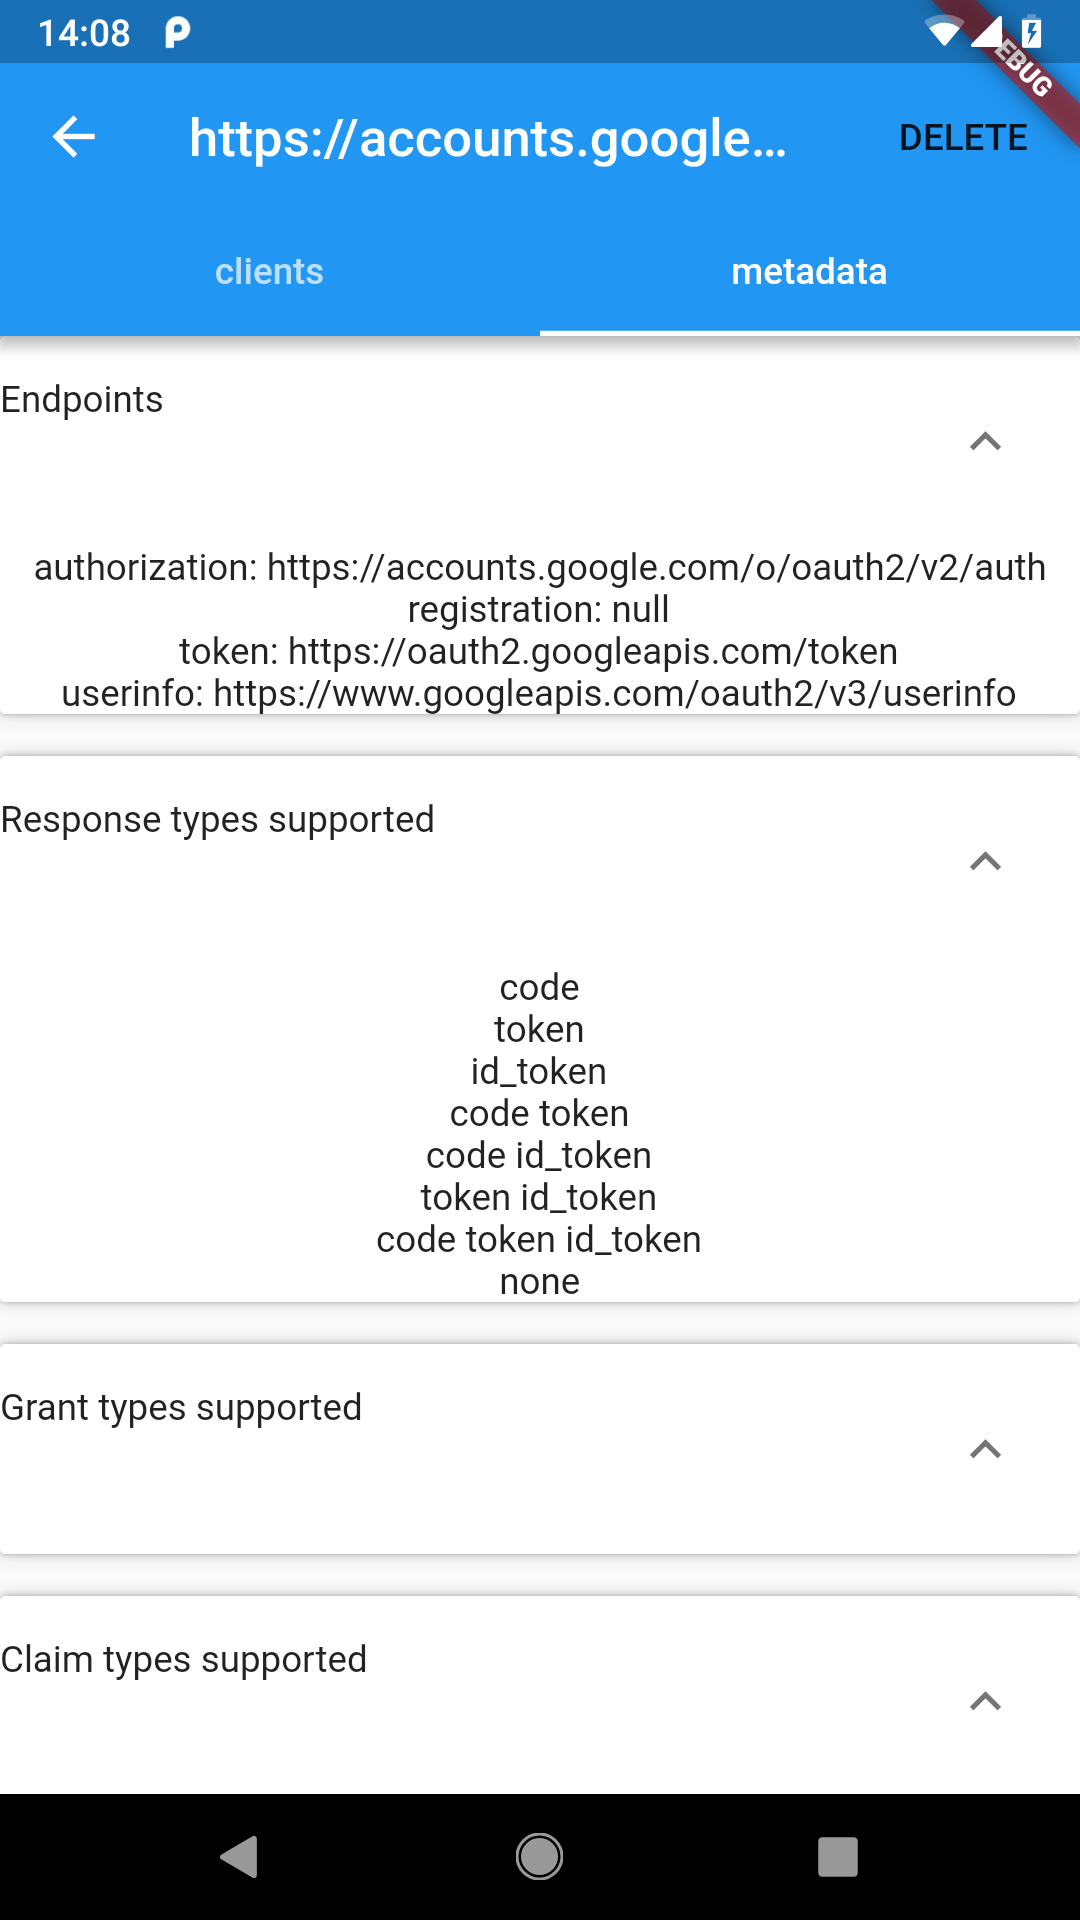 14:08
EBUG
https://accounts.google...
DELETE
clients
metadata
Endpoints
authorization: https://accounts.google.com/o/oauth2/v2/auth
registration: null
token: https://oauth2.googleapis.com/token
userinfo: https://www.googleapis.com/oauth2/v3/userinfo
Response types supported
code
token
id_token
code token
code id_token
token id_token
code token id_token
none
Grant types supported
Claim types supported